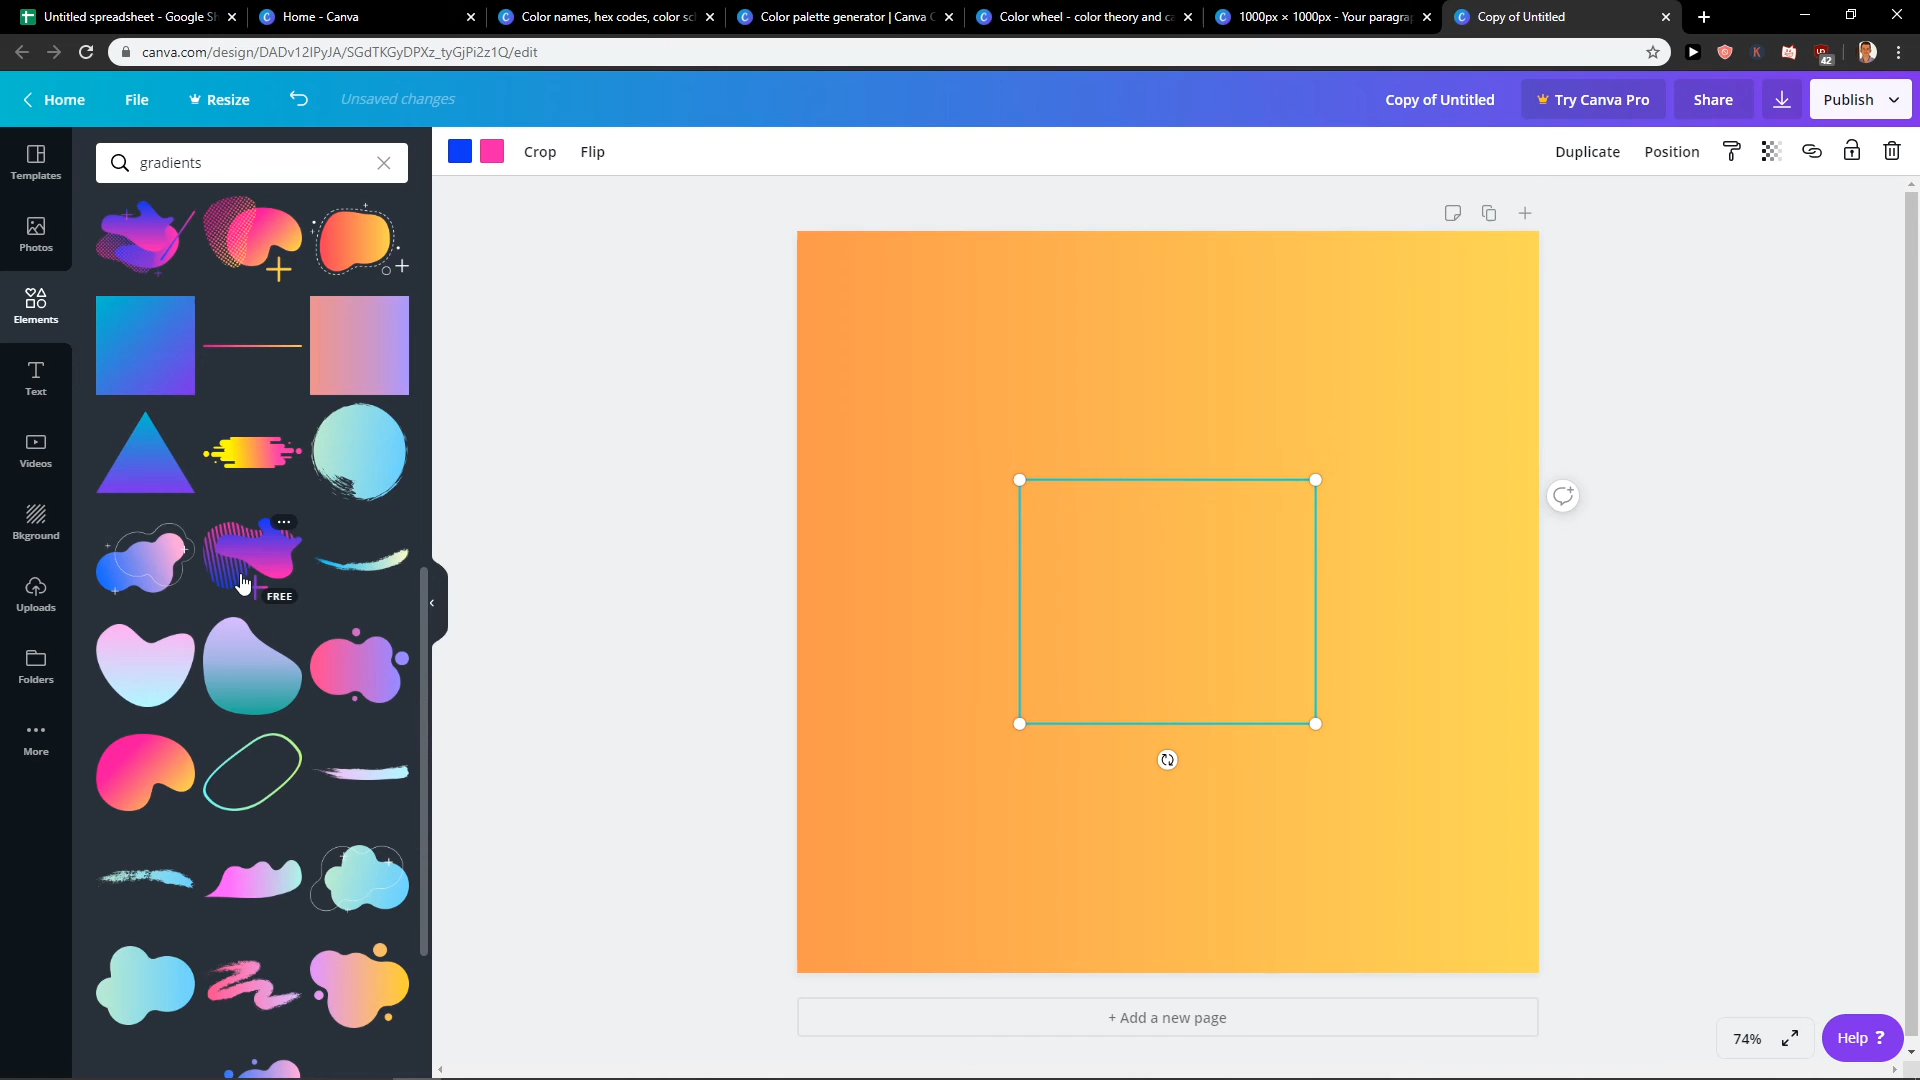 Untitled spreadsheet - Google Sh
Home - Canva
Color names, hex codes, color sc
Color palette generator | Canva C
Color wheel - color theory and ca
1000px × 1000px - Your paragra
Copy of Untitled
canva.com/design/DADv12IPyJA/SGdTKGyDPXz_tyGjPi2z1Q/edit
42
Home
File
Resize
Unsaved changes
Copy of Untitled
Try Canva Pro
Share
Publish
Templates
Photos
Elements
Text
Videos
Bkground
Uploads
Folders
More
gradients
FREE
Crop
Flip
Duplicate
Position
+ Add a new page
74%
Help ?